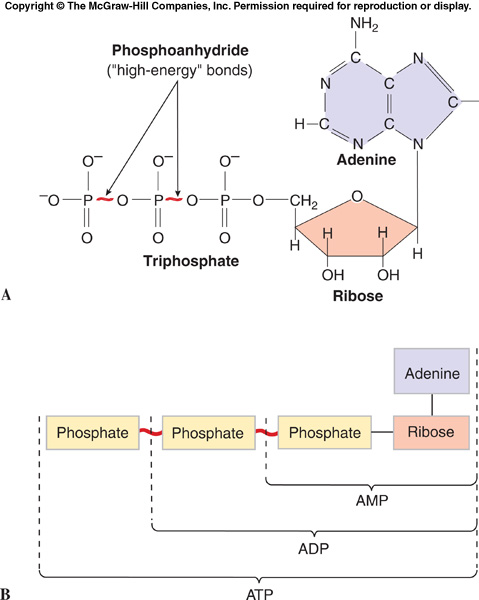 Copyright © The McGraw-Hill Companies, Inc. Permission required for reproduction or display.
NH2
Phosphoanhydride
("high-energy" bonds)
C
N
C
N
C
H–C
C
N
N
Adenine
O–
O–
O–
–O
P
O
P
O
P
O
CH2
O
O
O
O
H
H
H
H
Triphosphate
OH
OH
Ribose
A
Adenine
Phosphate
Phosphate
Phosphate
Ribose
AMP
ADP
B
ATP